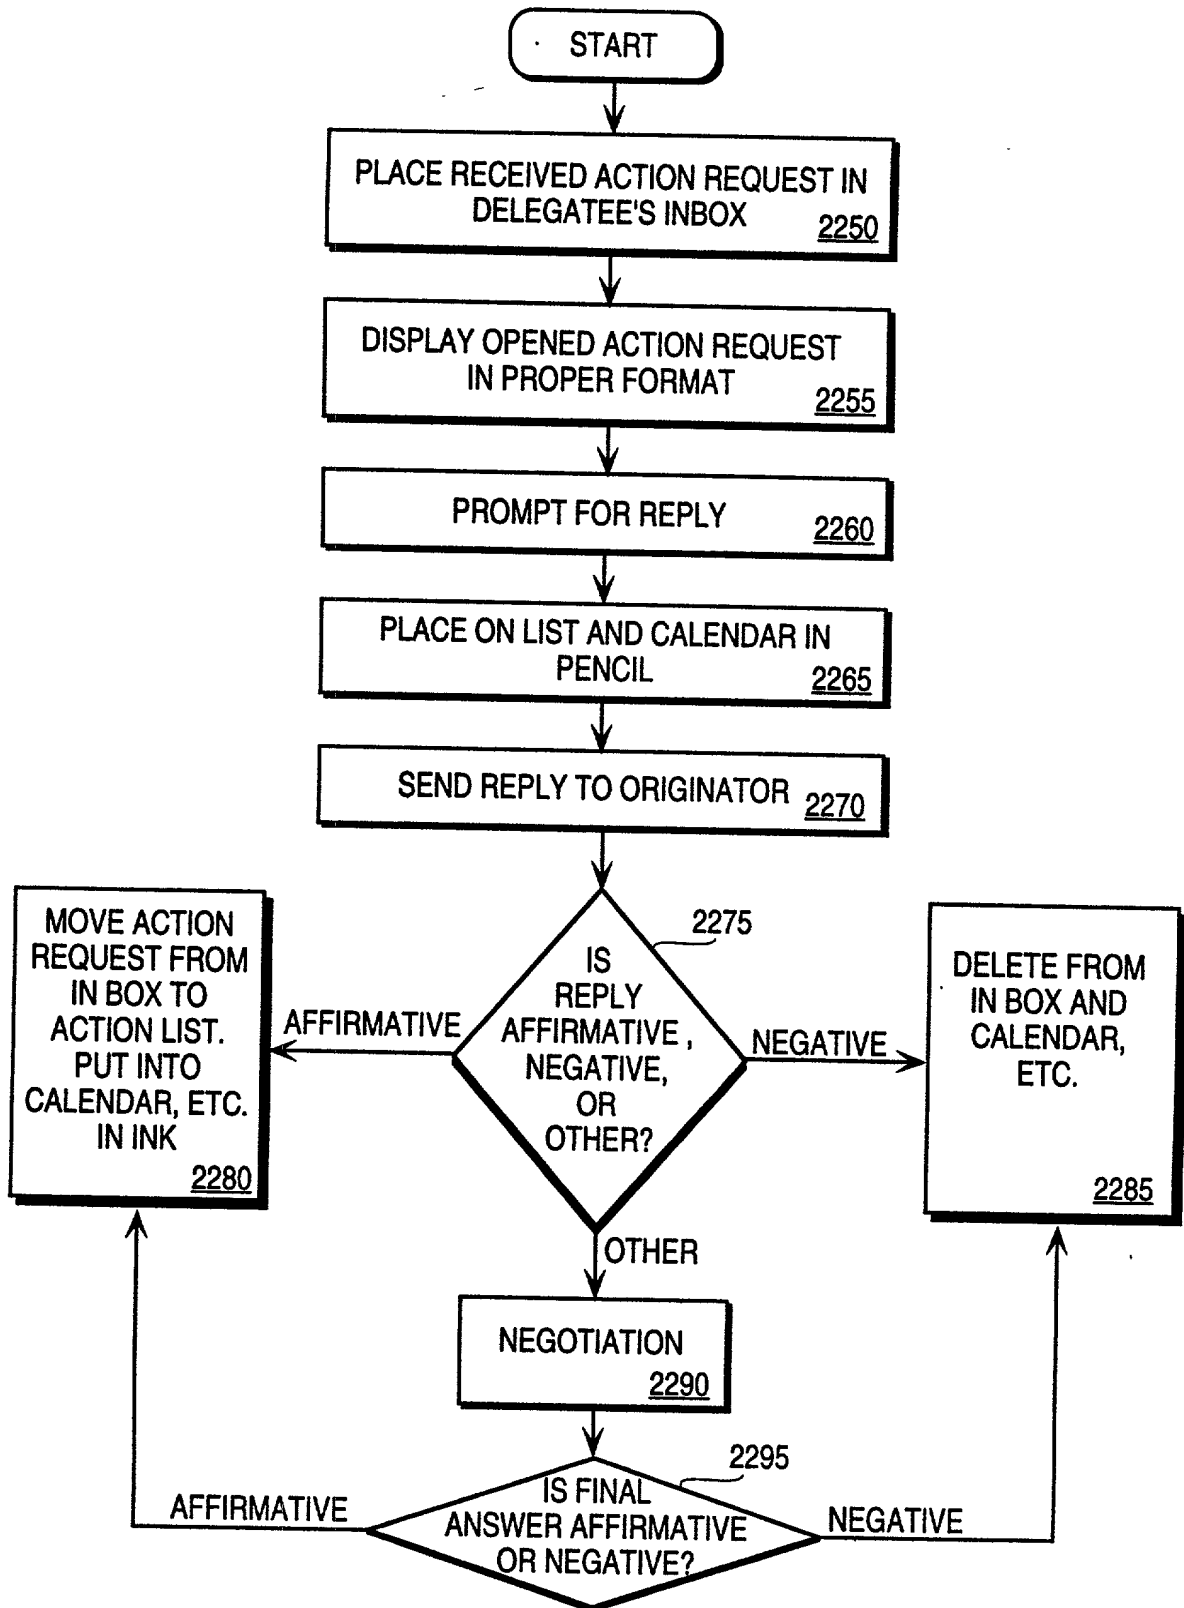 START
PLACE RECEIVED ACTION REQUEST IN
DELEGATEE'S INBOX
2250
DISPLAY OPENED ACTION REQUEST
IN PROPER FORMAT
2255
PROMPT FOR REPLY
2260
PLACE ON LIST AND CALENDAR IN
PENCIL
2265
SEND REPLY TO ORIGINATOR
2270
MOVE ACTION
REQUEST FROM
IN BOX TO
ACTION LIST.
PUT INTO
CALENDAR, ETC.
IN INK
2280
AFFIRMATIVE
2275
IS
REPLY
AFFIRMATIVE,
NEGATIVE,
OR
OTHER?
NEGATIVE
DELETE FROM
IN BOX AND
CALENDAR,
ETC.
2285
OTHER
NEGOTIATION
2290
2295
AFFIRMATIVE
IS FINAL
ANSWER AFFIRMATIVE
OR NEGATIVE?
NEGATIVE